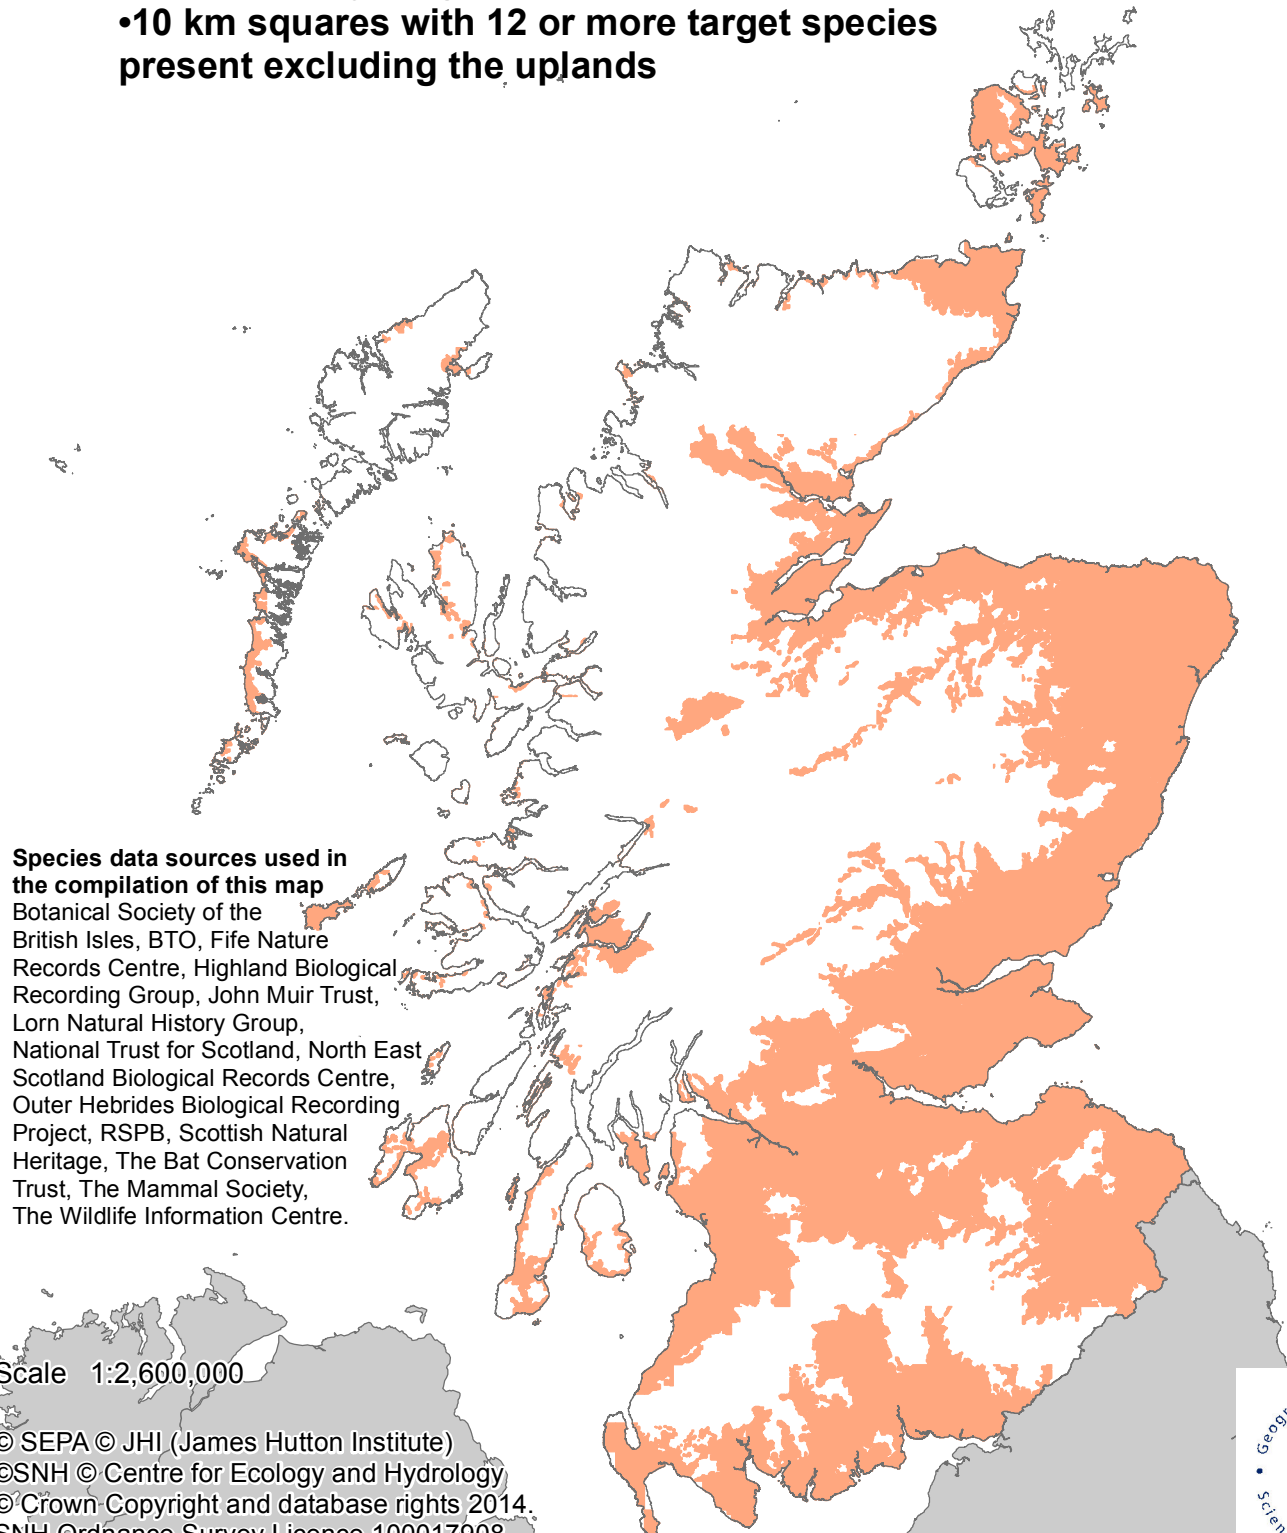 •10 km squares with 12 or more target species
present excluding the uplands
Species data sources used in
the compilation of this map
Botanical Society of the
British Isles, BTO, Fife Nature
Records Centre, Highland Biological
Recording Group, John Muir Trust,
Lorn Natural History Group,
National Trust for Scotland, North East
Scotland Biological Records Centre,
Outer Hebrides Biological Recording
Project, RSPB, Scottish Natural
Heritage, The Bat Conservation
Trust, The Mammal Society,
The Wildlife Information Centre.
Scale 1:2,600,000
© SEPA © JHI (James Hutton Institute)
©SNH © Centre for Ecology and Hydrology
© Crown Copyright and database rights 2014.
SNH Ordnance Survey Licence 100017908